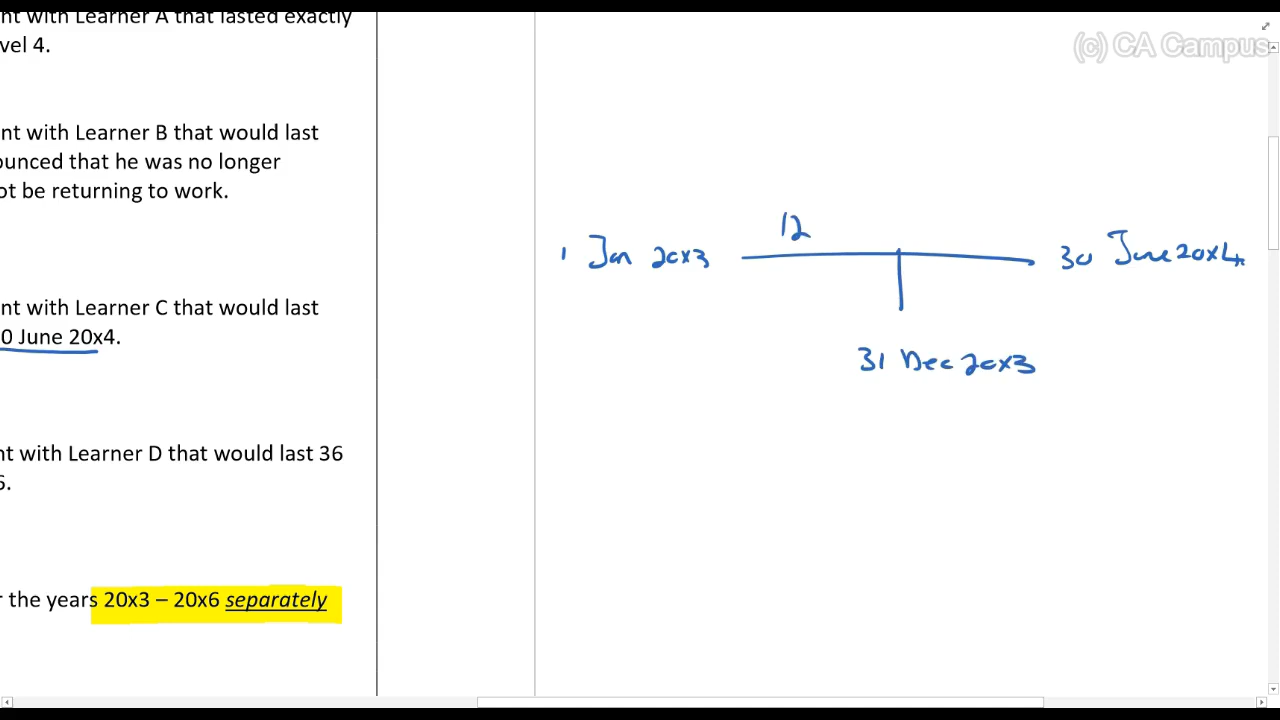 nt with Learner A that lasted exactly
vel 4.
(c) CA Campus
nt with Learner B that would last
ounced that he was no longer
ot be returning to work.
nt with Learner C that would last
0 June 20x4.
nt with Learner D that would last 36
6.
r the years 20x3 – 20x6 separately
12
1 Jan 20x3
30 June 20x4
31 Dec 20x3